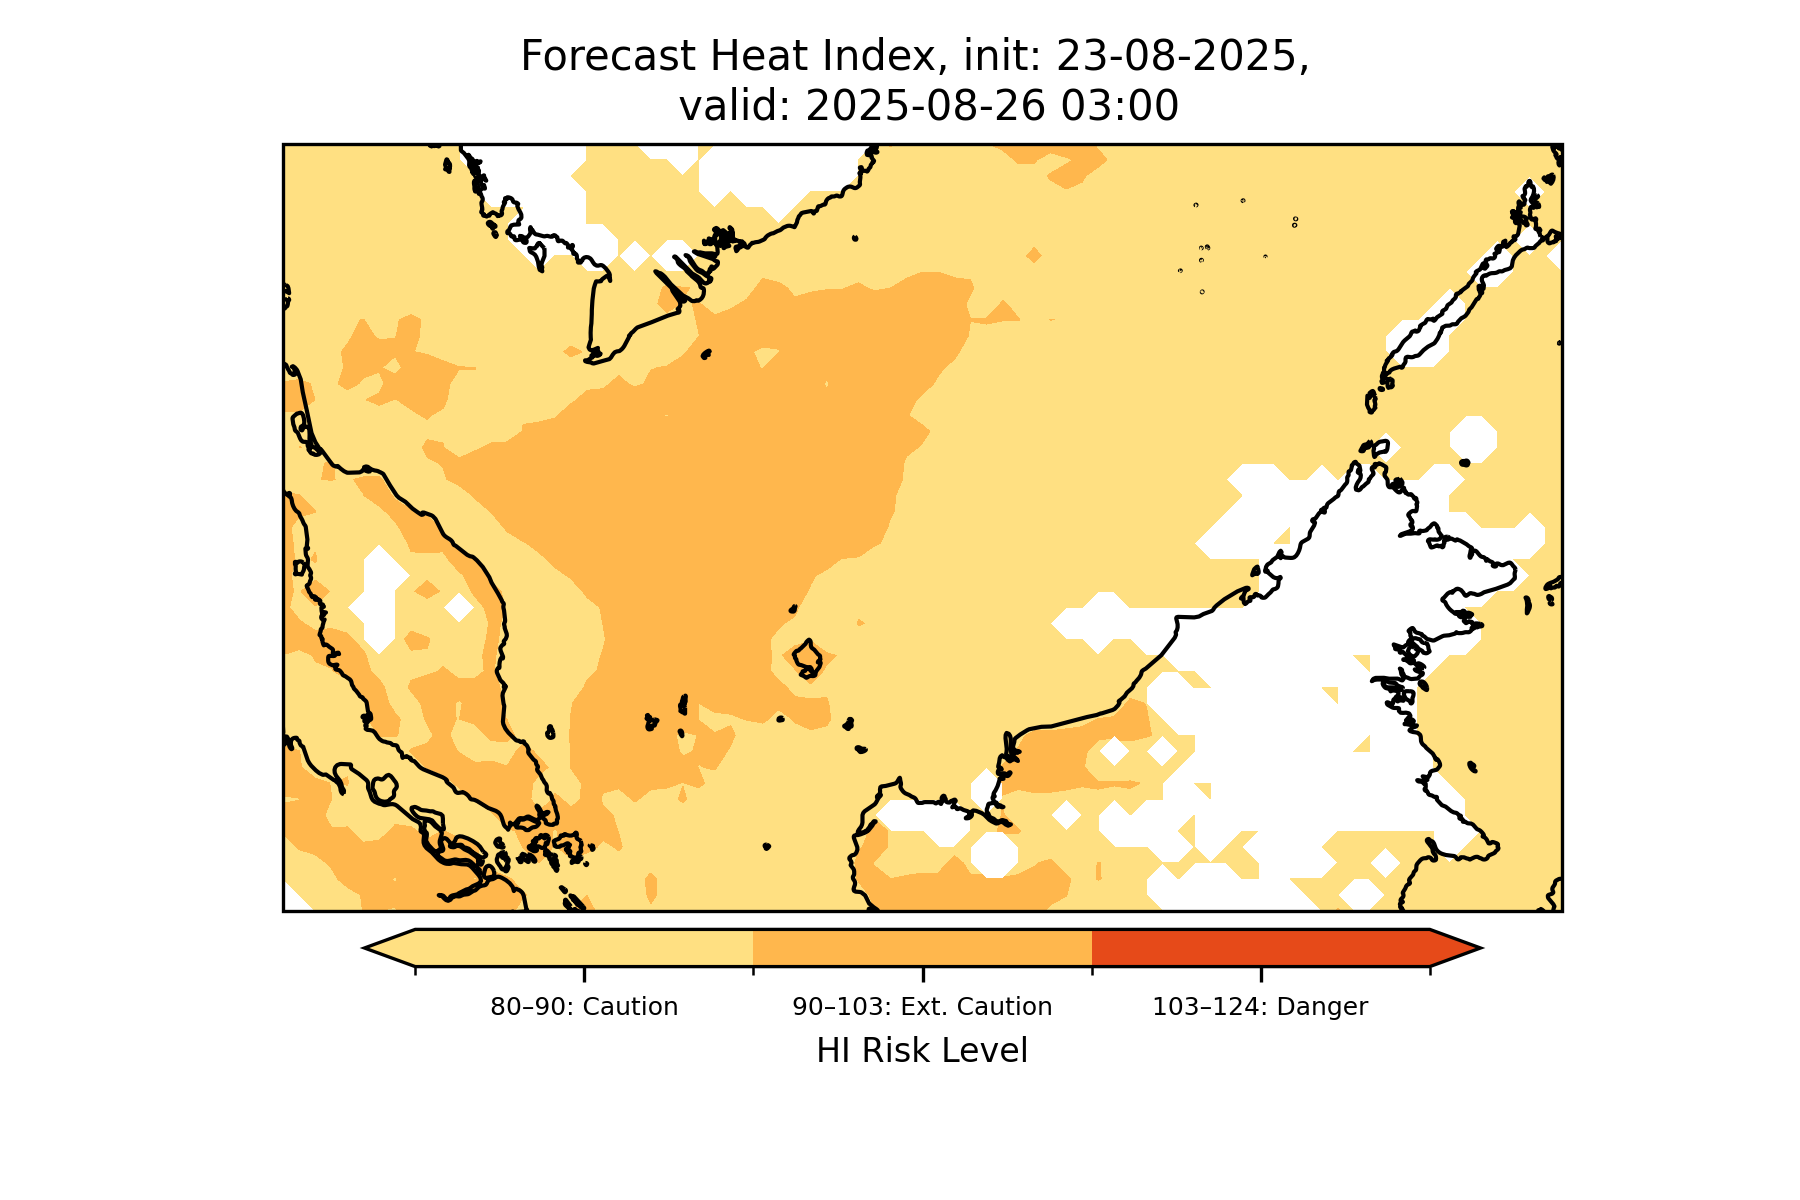 Forecast Heat Index, init: 23-08-2025,
valid: 2025-08-26 03:00
80–90: Caution
90–103: Ext. Caution
103–124: Danger
HI Risk Level